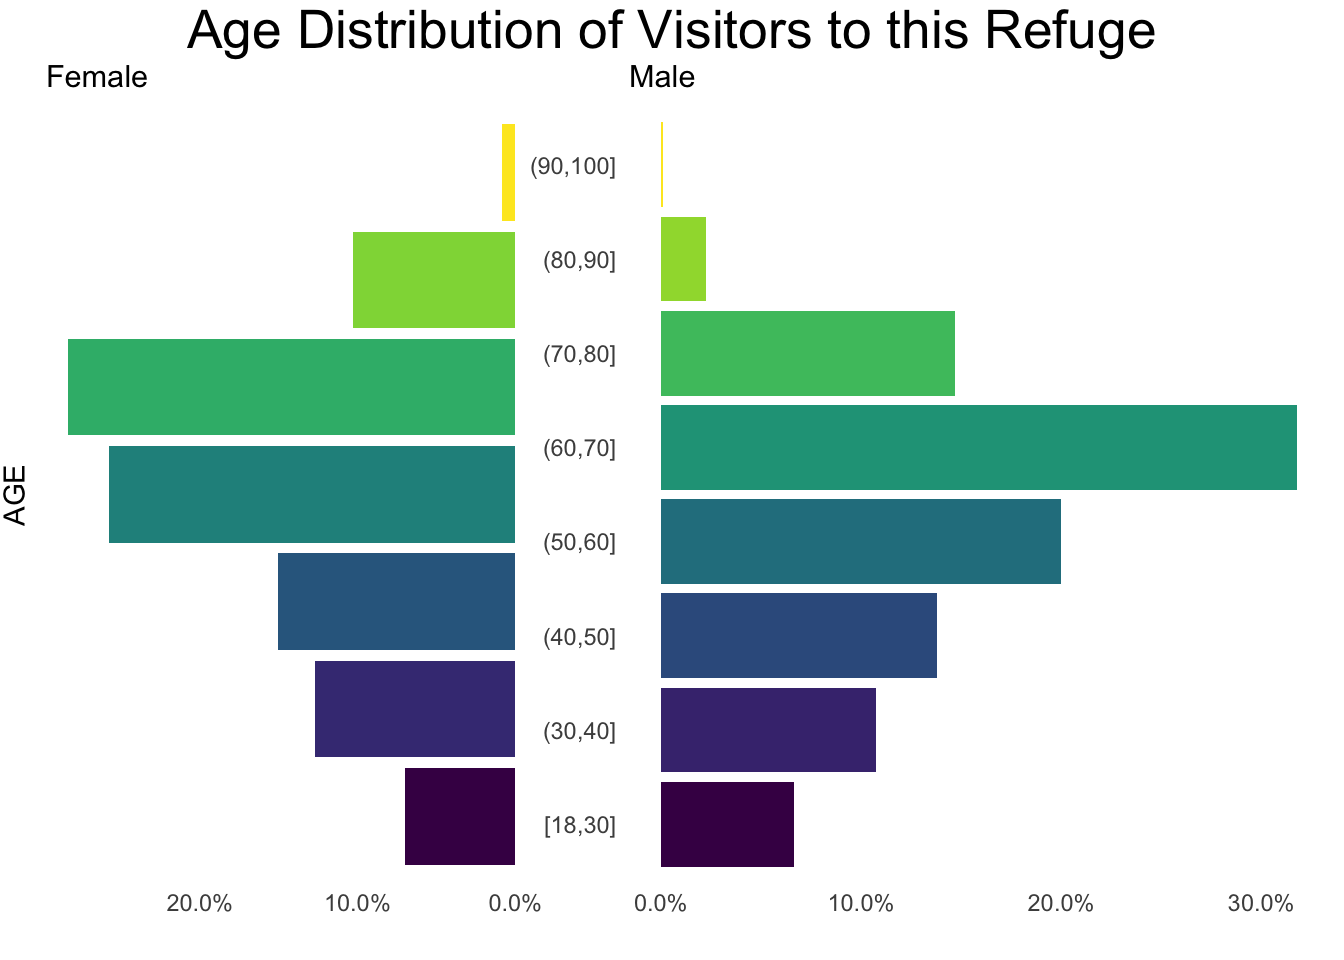 Age Distribution of Visitors to this Refuge
Female
Male
AGE
(90,100]
(80,90]
(70,80]
(60,70]
(50,60]
(40,50]
(30,40]
[18,30]
20.0% 10.0% 0.0% 0.0% 10.0% 20.0% 30.0%